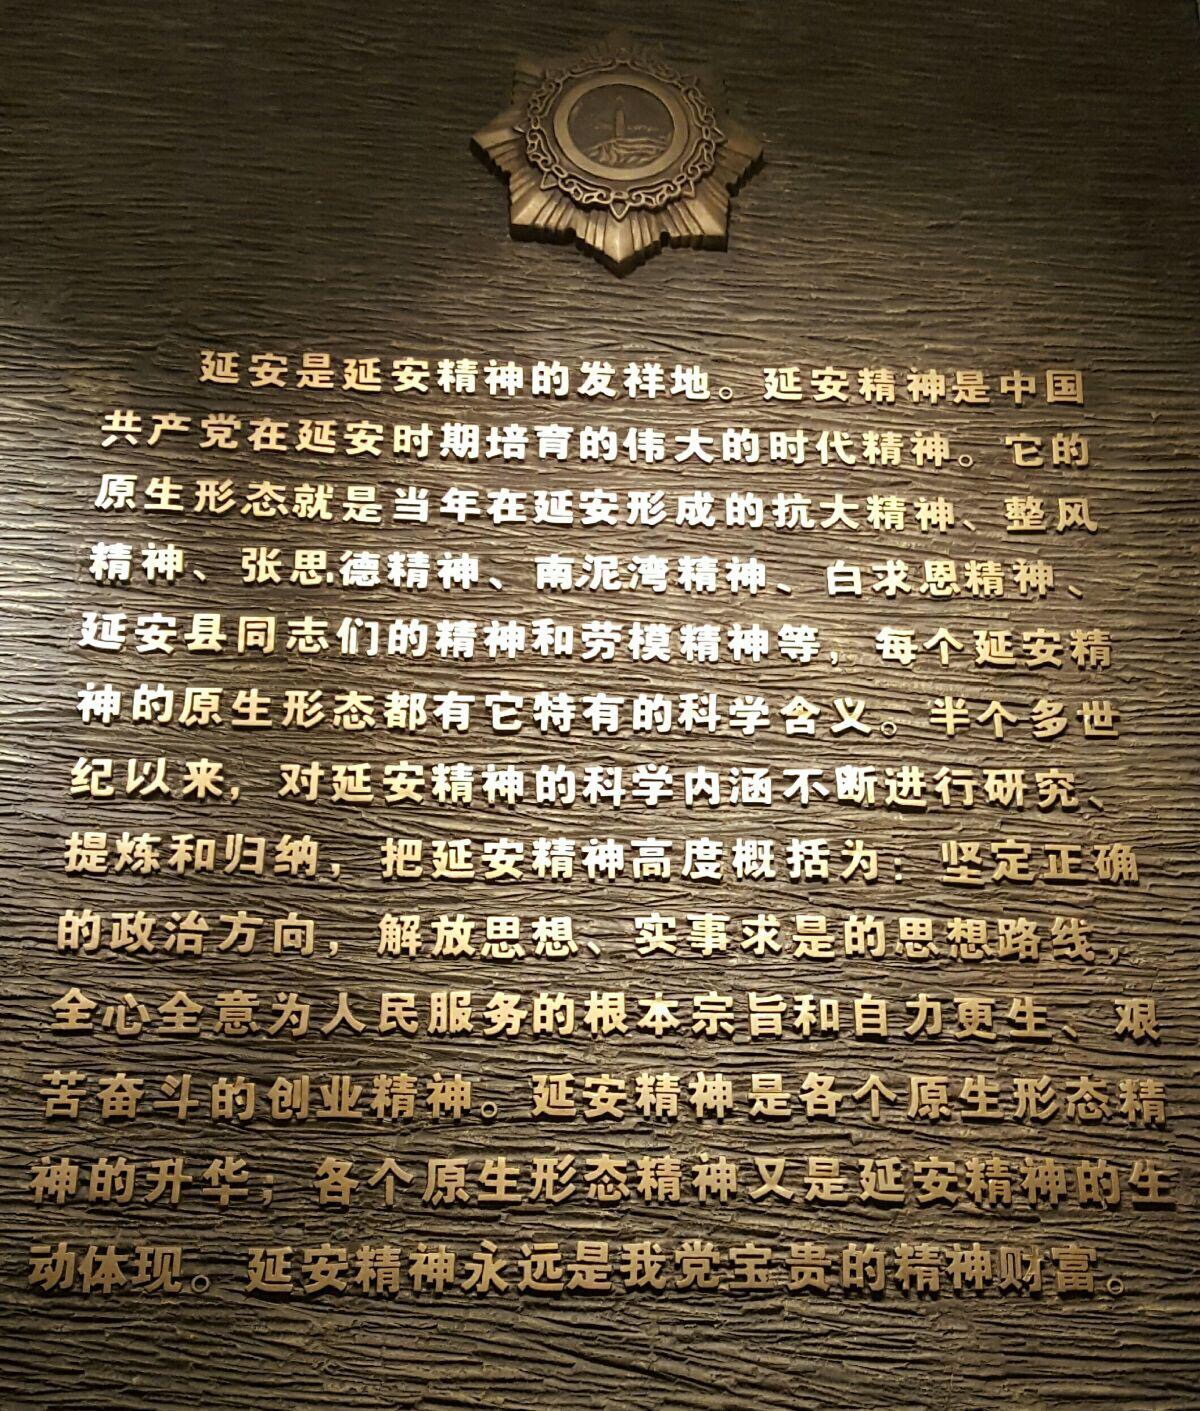 延安是延安精神的发祥地。延安精神是中国
共产党在延安时期培育的伟大的时代精神。它的
原生形态就是当年在延安形成的抗大精神、整风
精神、张思德精神、南泥湾精神、白求恩精神、
延安县同志们的精神和劳模精神等，每个延安精
神的原生形态都有它特有的科学含义。半个多世
纪以来，对延安精神的科学内涵不断进行研究、
提炼和归纳，把延安精神高度概括为：坚定正确
的政治方向，解放思想、实事求是的思想路线，
全心全意为人民服务的根本宗旨和自力更生、艰
苦奋斗的创业精神。延安精神是各个原生形态精
神的升华；各个原生形态精神又是延安精神的生
动体现。延安精神永远是我党宝贵的精神财富。